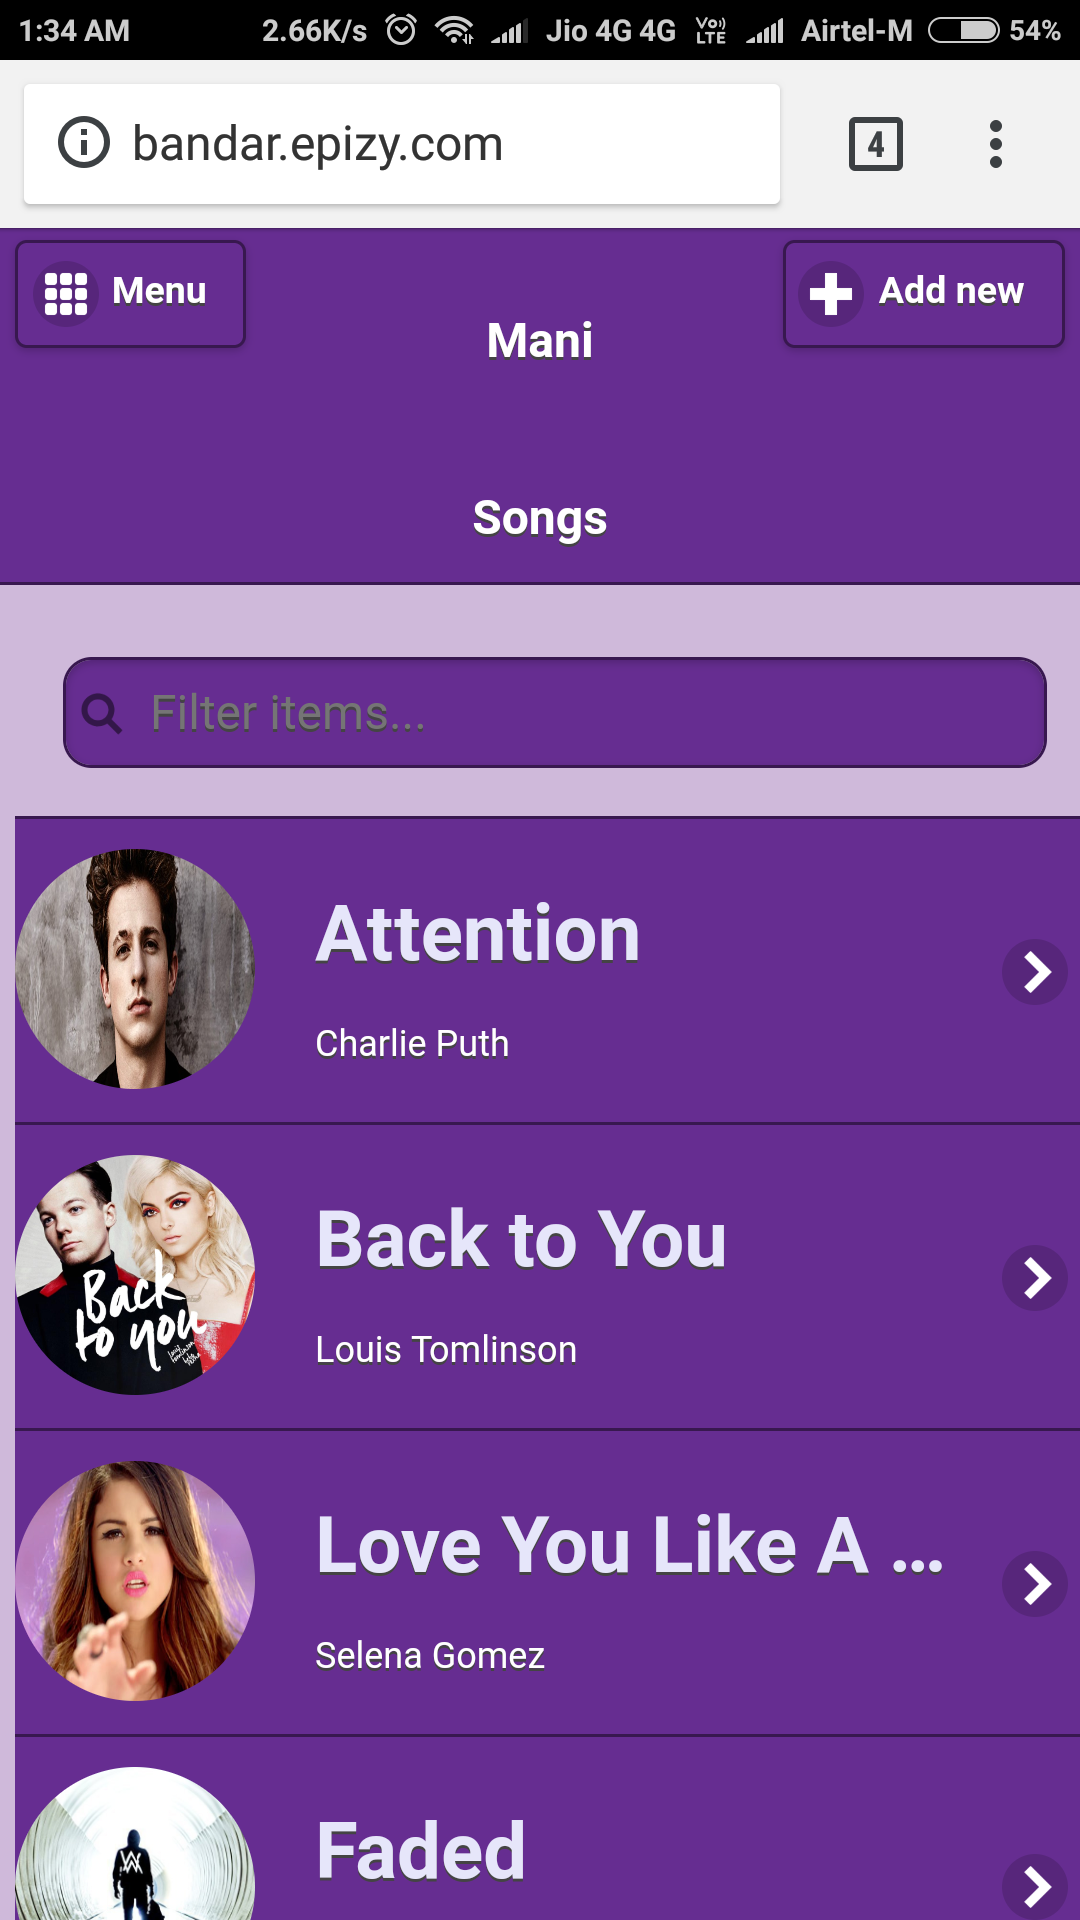 1:34 AM 2.66K/s Jio 4G 4G VoLTE Airtel-M 54%
bandar.epizy.com 4
Menu
Add new
Mani
Songs
Filter items...
Attention
Charlie Puth
Back to You
Louis Tomlinson
Back
to you
Love You Like A ...
Selena Gomez
Faded